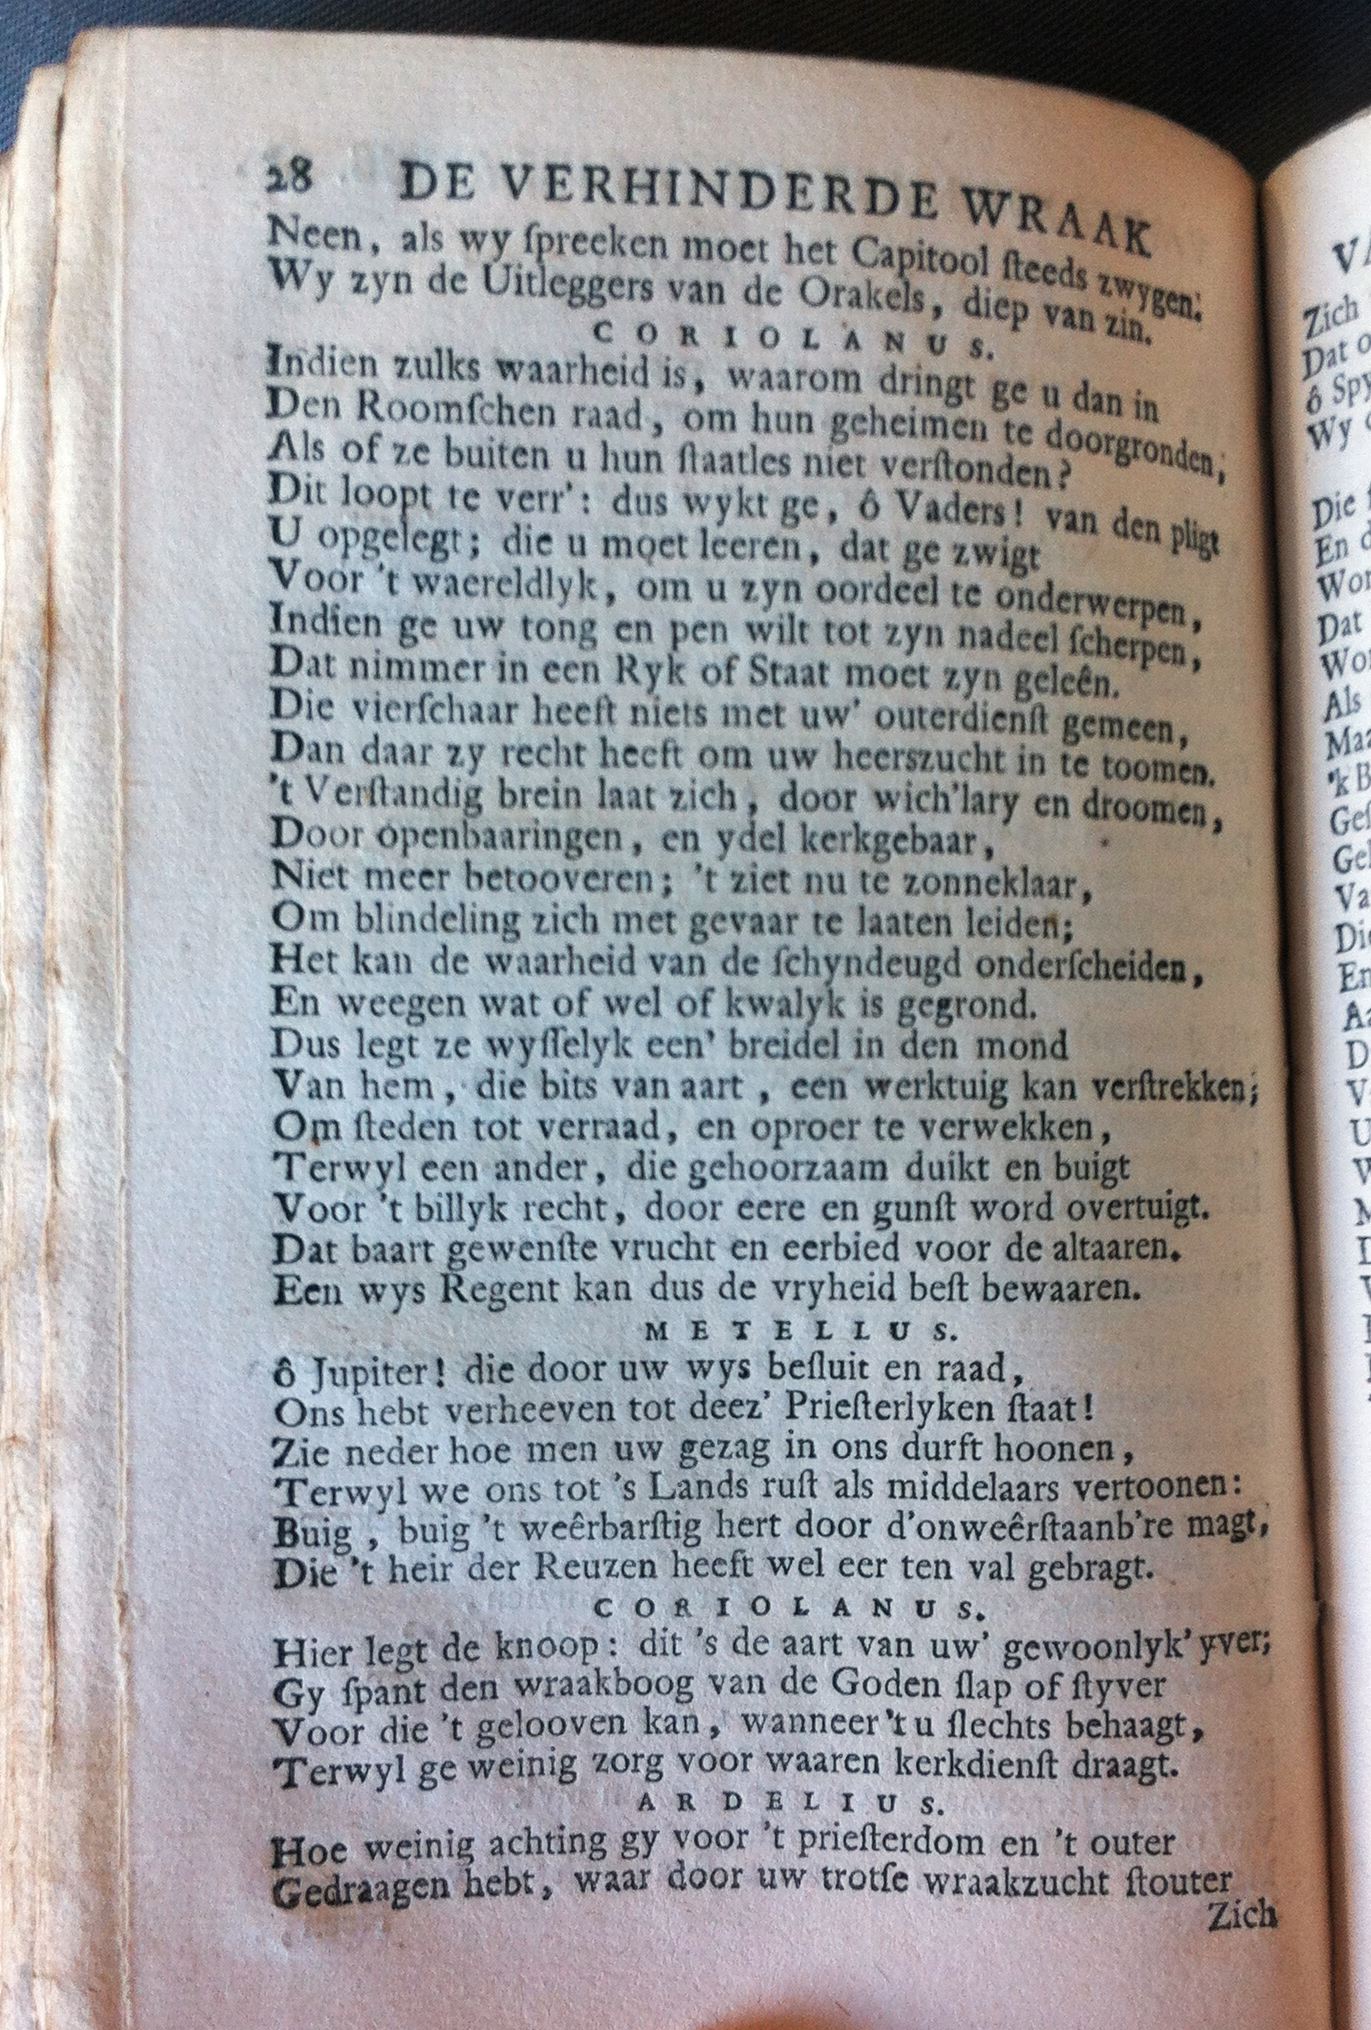 28 DE VERHINDERDE WRAAK
Neen, als wy ſpreeken moet het Capitool ſteeds zwygen:
Wy zyn de Uitleggers van de Orakels, diep van zin.
CORIOLANUS.
Indien zulks waarheid is, waarom dringt ge u dan in
Den Roomſchen raad, om hun geheimen te doorgronden,
Als of ze buiten u hun ſtaatles niet verſtonden?
Dit loopt te verr': dus wykt ge, ô Vaders! van den pligt
U opgelegt; die u moet leeren, dat ge zwigt
Voor 't waereldlyk, om u zyn oordeel te onderwerpen,
Indien ge uw tong en pen wilt tot zyn nadeel ſcherpen,
Dat nimmer in een Ryk of Staat moet zyn geleên.
Die vierſchaar heeft niets met uw' outerdienſt gemeen,
Dan daar zy recht heeft om uw heerszucht in te toomen.
't Verſtandig brein laat zich, door wich'lary en droomen,
Door openbaaringen, en ydel kerkgebaar,
Niet meer betooveren; 't ziet nu te zonneklaar,
Om blindeling zich met gevaar te laaten leiden;
Het kan de waarheid van de ſchyndeugd onderſcheiden,
En weegen wat of wel of kwalyk is gegrond.
Dus legt ze wyſſelyk een' breidel in den mond
Van hem, die bits van aart, een werktuig kan verſtrekken;
Om ſteden tot verraad, en oproer te verwekken,
Terwyl een ander, die gehoorzaam duikt en buigt
Voor 't billyk recht, door eere en gunſt word overtuigt.
Dat baart gewenſte vrucht en eerbied voor de altaaren.
Een wys Regent kan dus de vryheid beſt bewaaren.
METELLUS.
ô Jupiter! die door uw wys beſluit en raad,
Ons hebt verheeven tot deez' Prieſterlyken ſtaat!
Zie neder hoe men uw gezag in ons durft hoonen,
Terwyl we ons tot 's Lands ruſt als middelaars vertoonen:
Buig, buig 't weêrbarſtig hert door d'onweêrſtaanb're magt,
Die 't heir der Reuzen heeft wel eer ten val gebragt.
CORIOLANUS.
Hier legt de knoop: dit 's de aart van uw' gewoonlyk' yver;
Gy ſpant den wraakboog van de Goden ſlap of ſtyver
Voor die 't gelooven kan, wanneer 't u ſlechts behaagt,
Terwyl ge weinig zorg voor waaren kerkdienſt draagt.
ARDELIUS.
Hoe weinig achting gy voor 't prieſterdom en 't outer
Gedraagen hebt, waar door uw trotſe wraakzucht ſtouter
Zich
Zich
Dat
ô
Wy
Die
En
Wor
Dat
Wor
Als
Maa
'k B